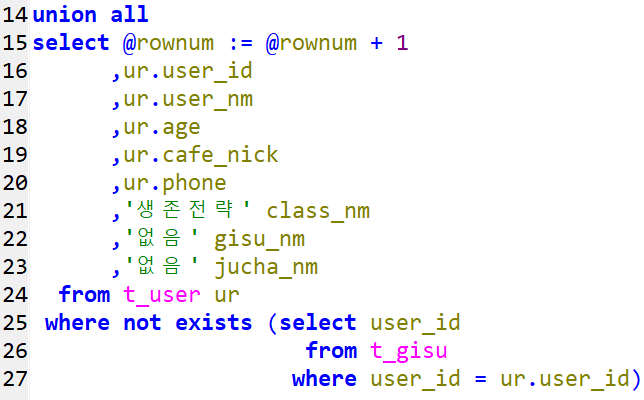 14 union all
15 select @rownum := @rownum + 1
16 ,ur.user_id
17 ,ur.user_nm
18 ,ur.age
19 ,ur.cafe_nick
20 ,ur.phone
21 ,'생존전략' class_nm
22 ,'없음' gisu_nm
23 ,'없음' jucha_nm
24 from t_user ur
25 where not exists (select user_id
26 from t_gisu
27 where user_id = ur.user_id)